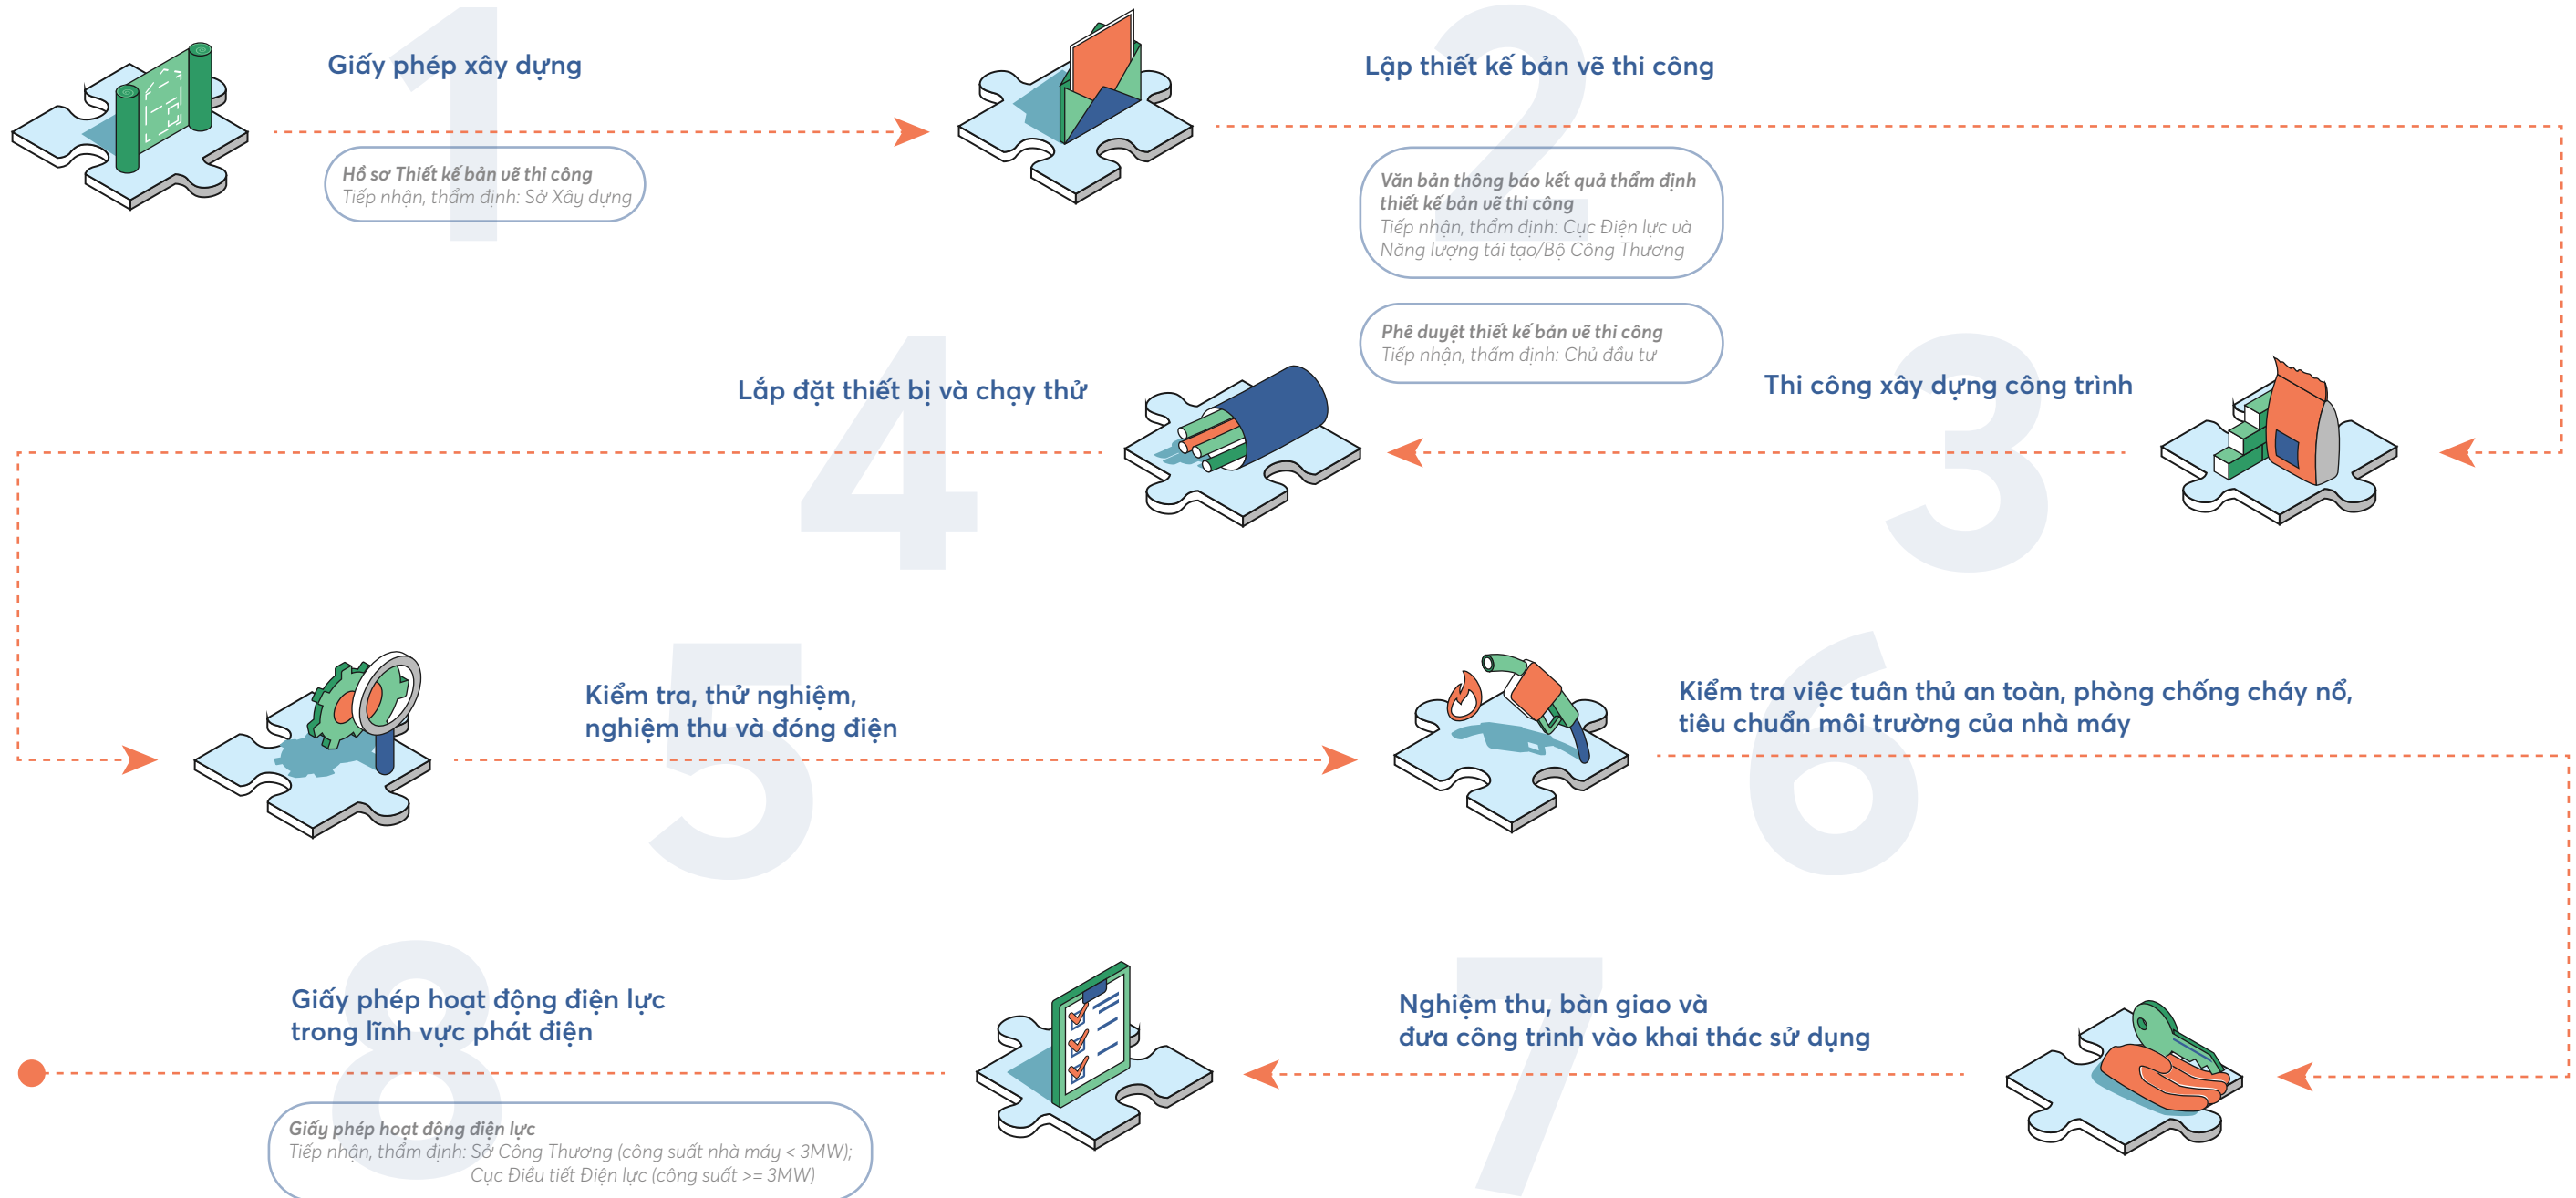 1
Giấy phép xây dựng
Hồ sơ Thiết kế bản vẽ thi công
Tiếp nhận, thẩm định: Sở Xây dựng
2
Lập thiết kế bản vẽ thi công
Văn bản thông báo kết quả thẩm định
thiết kế bản vẽ thi công
Tiếp nhận, thẩm định: Cục Điện lực và
Năng lượng tái tạo/Bộ Công Thương
Phê duyệt thiết kế bản vẽ thi công
Tiếp nhận, thẩm định: Chủ đầu tư
3
Thi công xây dựng công trình
4
Lắp đặt thiết bị và chạy thử
5
Kiểm tra, thử nghiệm,
nghiệm thu và đóng điện
6
Kiểm tra việc tuân thủ an toàn, phòng chống cháy nổ,
tiêu chuẩn môi trường của nhà máy
7
Nghiệm thu, bàn giao và
đưa công trình vào khai thác sử dụng
8
Giấy phép hoạt động điện lực
trong lĩnh vực phát điện
Giấy phép hoạt động điện lực
Tiếp nhận, thẩm định: Sở Công Thương (công suất nhà máy < 3MW);
Cục Điều tiết Điện lực (công suất >= 3MW)